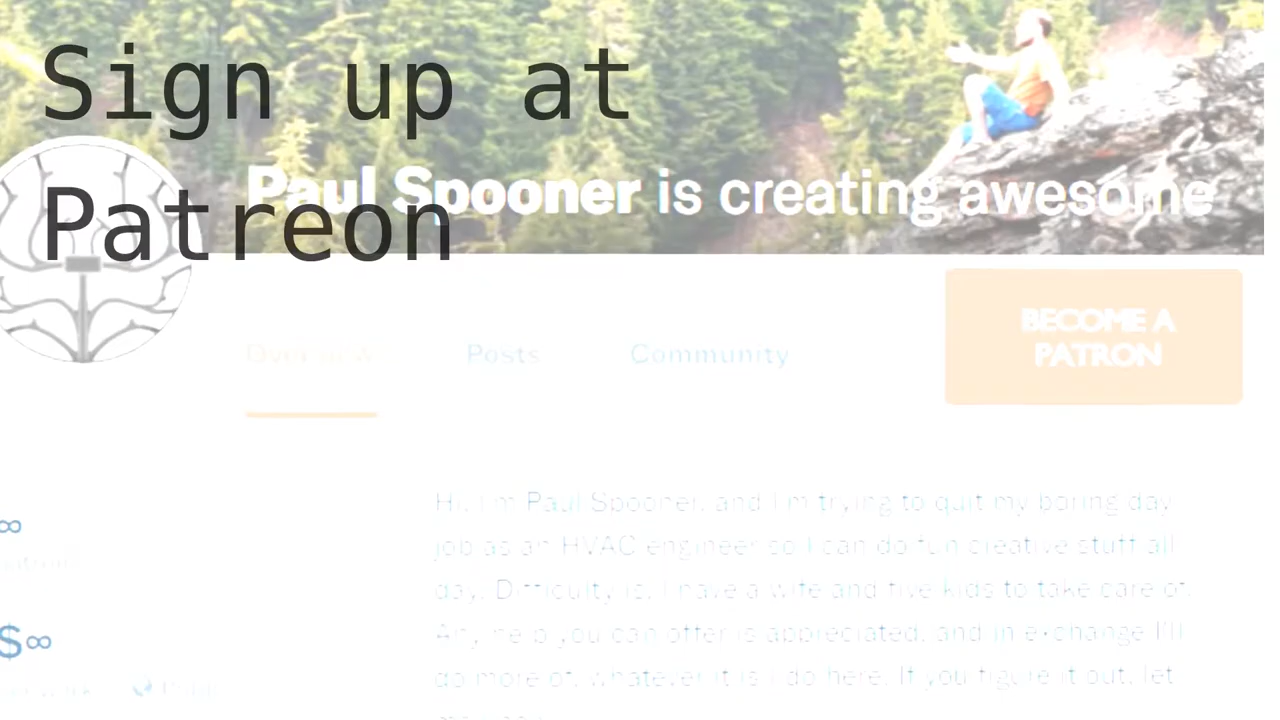 Sign up at
Patreon
Paul Spooner is creating awesome
BECOME A
PATRON
Overview
Posts
Community
Hi, I'm Paul Spooner, and I'm trying to quit my boring day
job as an HVAC engineer so I can do fun creative stuff all
day. Difficulty is, I have a wife and five kids to take care of.
Any help you can offer is appreciated, and in exchange I'll
do more of, whatever it is I do here. If you figure it out, let
∞
$∞